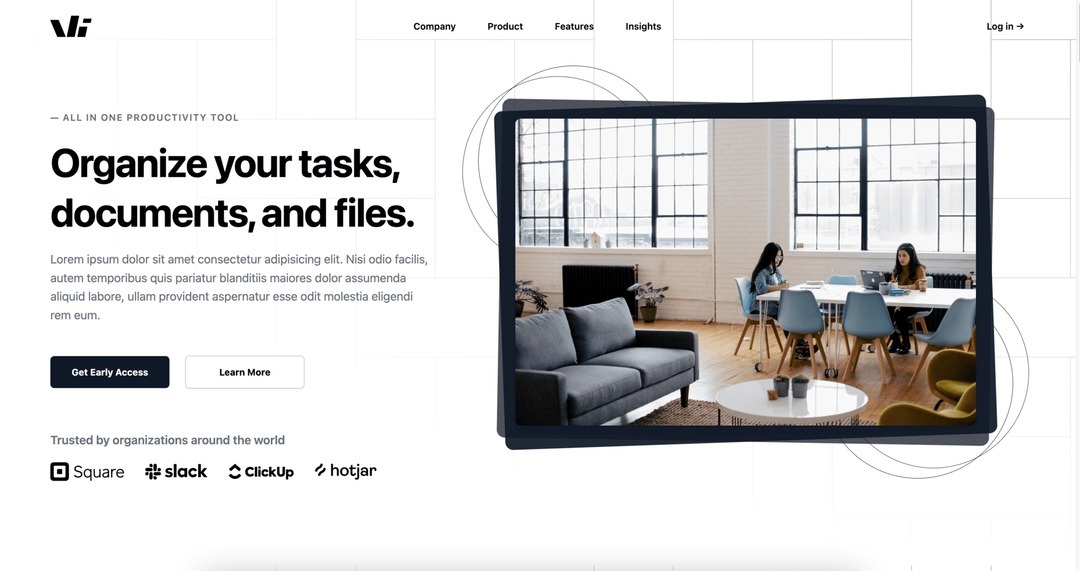 Company Product Features Insights Log in →
— ALL IN ONE PRODUCTIVITY TOOL
Organize your tasks,
documents, and files.
Lorem ipsum dolor sit amet consectetur adipisicing elit. Nisi odio facilis,
autem temporibus quis pariatur blanditiis maiores dolor assumenda
aliquid labore, ullam provident aspernatur esse odit molestia eligendi
rem eum.
Get Early Access Learn More
Trusted by organizations around the world
Square slack ClickUp hotjar